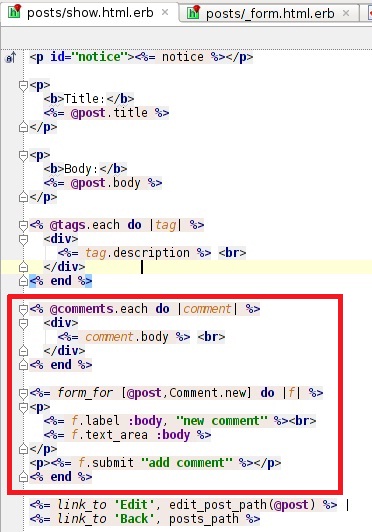 posts/show.html.erb posts/_form.html.erb
<p id="notice"><%= notice %></p>
<p>
<b>Title:</b>
<%= @post.title %>
</p>
<p>
<b>Body:</b>
<%= @post.body %>
</p>
<% @tags.each do |tag| %>
<div>
<%= tag.description %> <br>
</div>
<% end %>
<% @comments.each do |comment| %>
<div>
<%= comment.body %> <br>
</div>
<% end %>
<%= form_for [@post,Comment.new] do |f| %>
<p>
<%= f.label :body, "new comment" %><br>
<%= f.text_area :body %>
</p>
<p><%= f.submit "add comment" %></p>
<% end %>
<%= link_to 'Edit', edit_post_path(@post) %> |
<%= link_to 'Back', posts_path %>